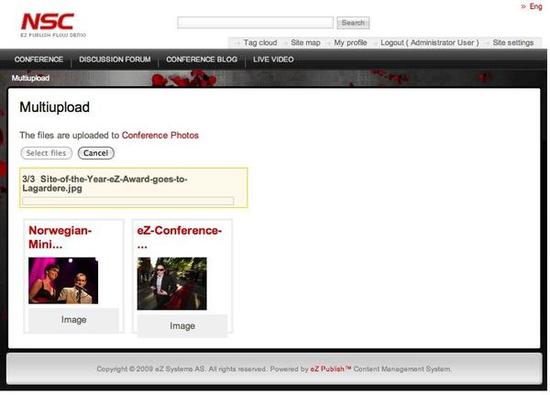 » Eng
NSC
EZ PUBLISH FLOW DEMO
Search
Tag cloud Site map My profile Logout ( Administrator User ) Site settings
CONFERENCE DISCUSSION FORUM CONFERENCE BLOG LIVE VIDEO
Multiupload
Multiupload
The files are uploaded to Conference Photos
Select files Cancel
3/3 Site-of-the-Year-eZ-Award-goes-to-
Lagardere.jpg
Norwegian-
Mini...
Image
eZ-Conference-
...
Image
Copyright © 2009 eZ Systems AS. All rights reserved. Powered by eZ Publish™ Content Management System.